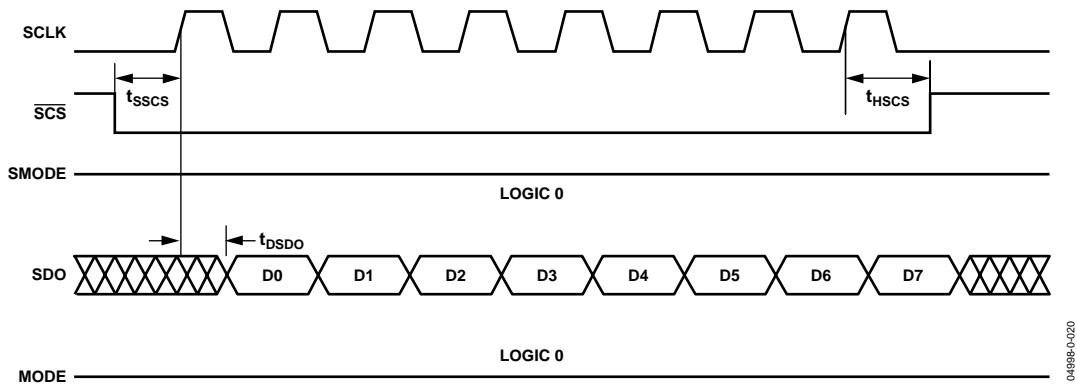 SCLK
tSSCS
tHSCS
SCS
SMODE
LOGIC 0
tDSDO
SDO
D0 D1 D2 D3 D4 D5 D6 D7
LOGIC 0
MODE
04998-0-020